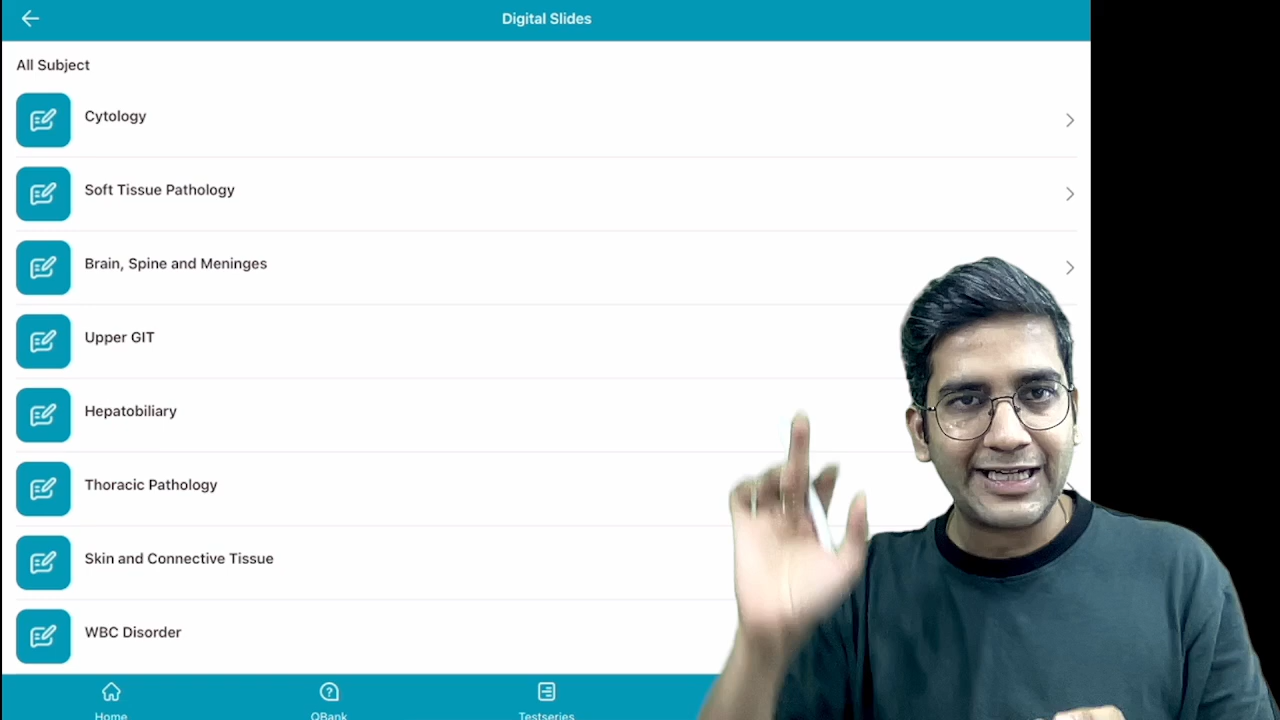 Digital Slides
All Subject
Cytology
Soft Tissue Pathology
Brain, Spine and Meninges
Upper GIT
Hepatobiliary
Thoracic Pathology
Skin and Connective Tissue
WBC Disorder
Home
QBank
Testseries